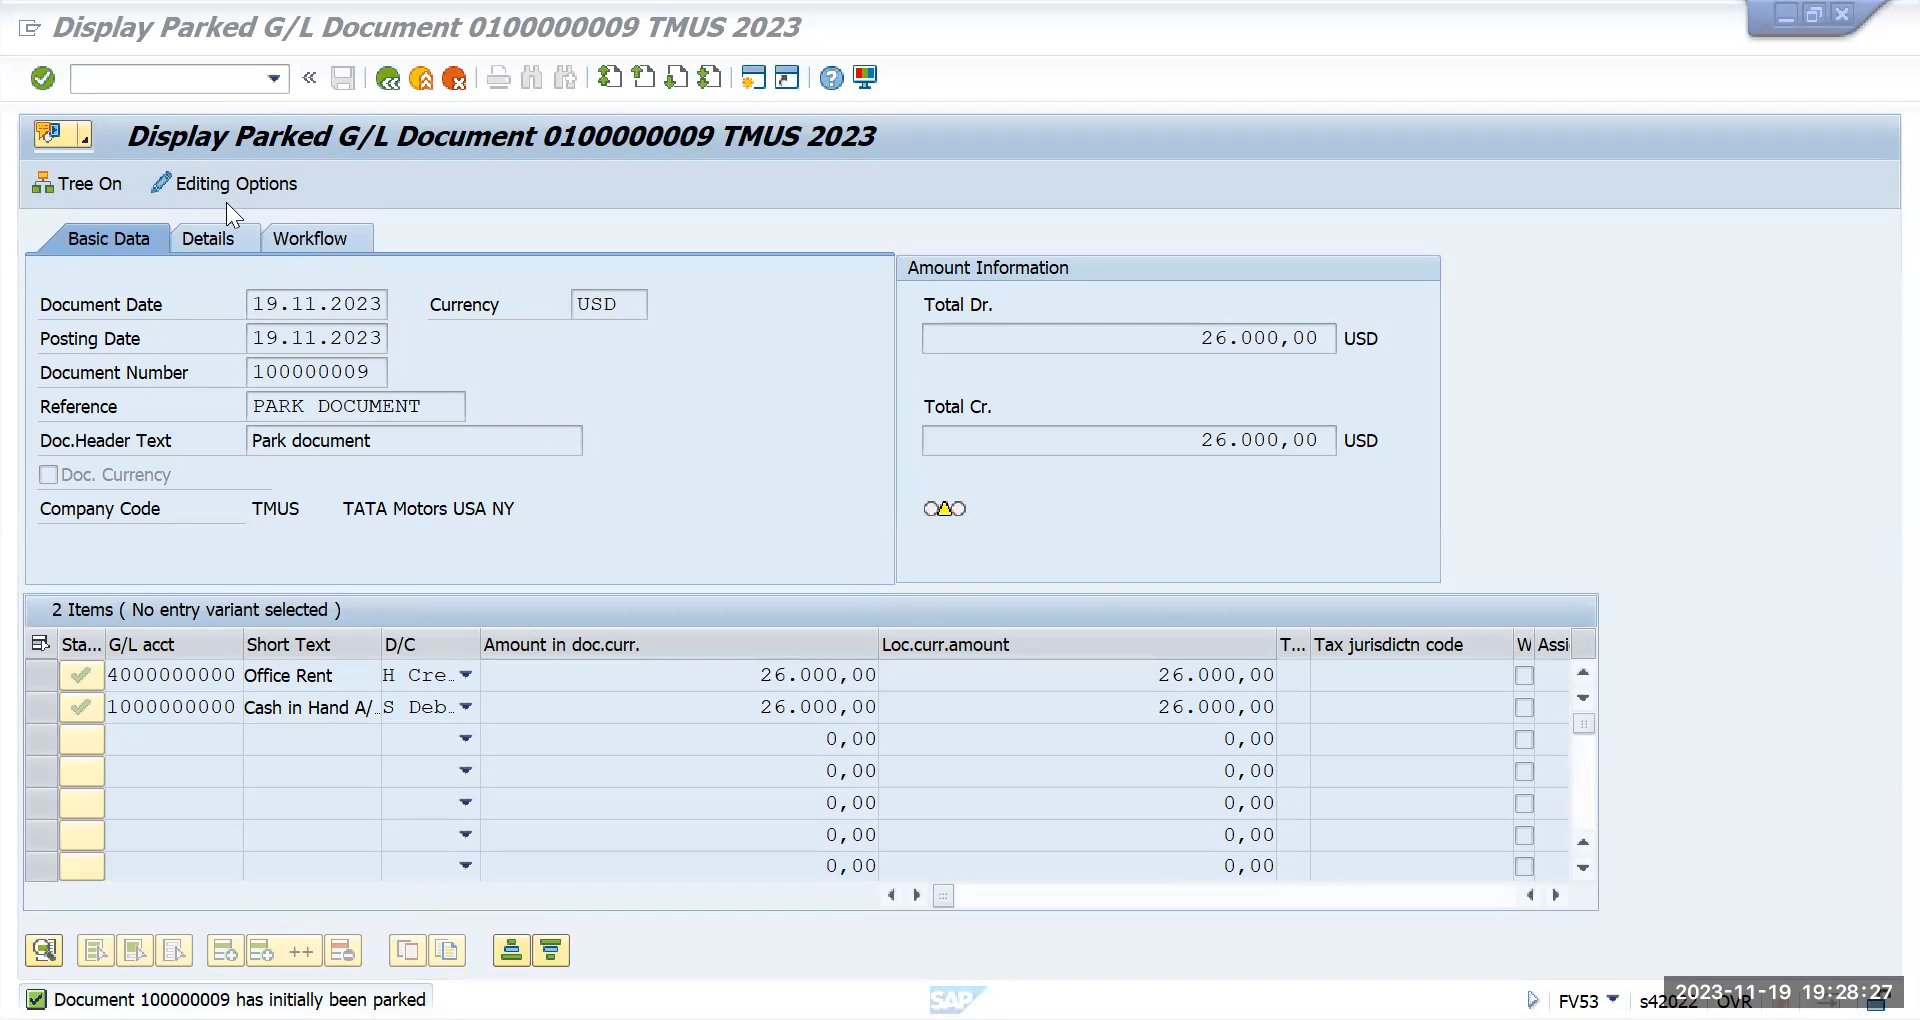 Display Parked G/L Document 0100000009 TMUS 2023
Display Parked G/L Document 0100000009 TMUS 2023
Tree On Editing Options
Basic Data Details Workflow
Amount Information
Document Date 19.11.2023 Currency USD Total Dr.
Posting Date 19.11.2023 26.000,00 USD
Document Number 100000009
Reference PARK DOCUMENT Total Cr.
Doc.Header Text Park document 26.000,00 USD
Doc. Currency
Company Code TMUS TATA Motors USA NY
2 Items ( No entry variant selected )
Sta... G/L acct Short Text D/C Amount in doc.curr. Loc.curr.amount T... Tax jurisdictn code W Assi
4000000000 Office Rent H Cre… 26.000,00 26.000,00
1000000000 Cash in Hand A/… S Deb… 26.000,00 26.000,00
0,00 0,00
0,00 0,00
0,00 0,00
0,00 0,00
0,00 0,00
Document 100000009 has initially been parked SAP FV53 s42022 OVR
2023-11-19 19:28:27